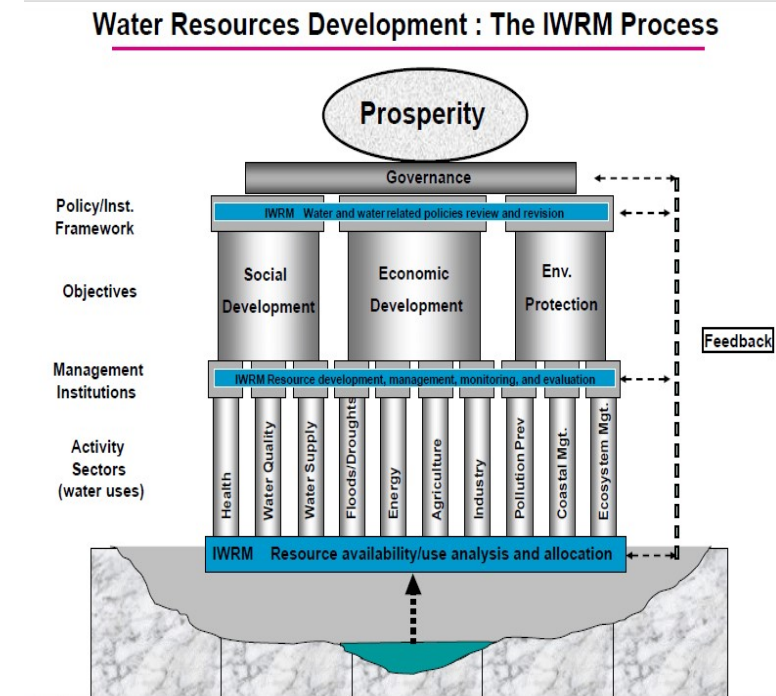 Water Resources Development : The IWRM Process
Prosperity
Governance
Policy/Inst.
Framework
IWRM Water and waterrelated policies review and revision
Objectives
Social
Development
Economic
Development
Env.
Protection
Feedback
Management
Institutions
IWRM Resource development, management, monitoring, and evaluation
Activity
Sectors
(water uses)
Health
Water Quality
Water Supply
Floods/Droughts
Energy
Agriculture
Industry
Pollution Prev
Coastal Mgt.
Ecosystem Mgt.
IWRM Resource availability/use analysis and allocation